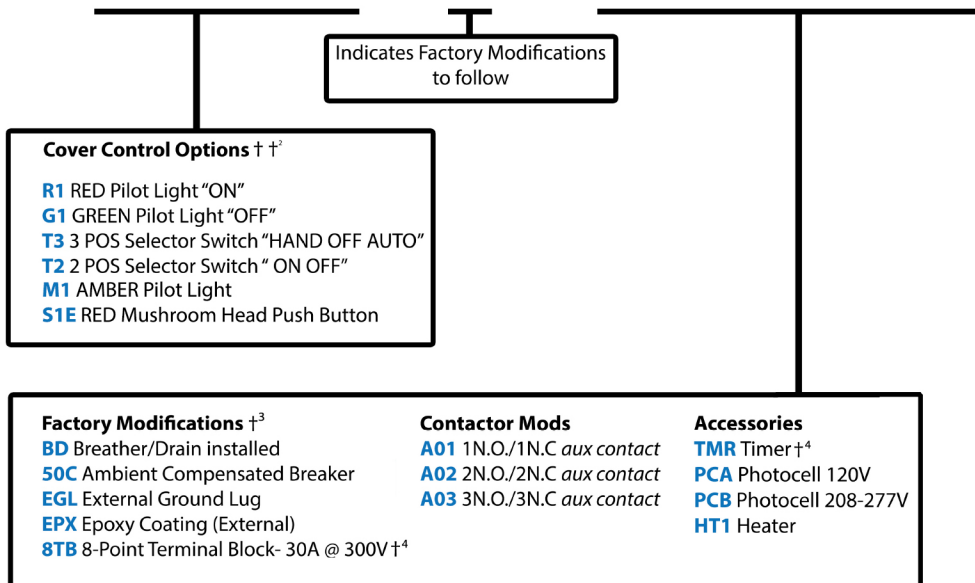 Indicates Factory Modifications
to follow
Cover Control Options † †²
R1 RED Pilot Light “ON”
G1 GREEN Pilot Light “OFF”
T3 3 POS Selector Switch “HAND OFF AUTO”
T2 2 POS Selector Switch “ ON OFF”
M1 AMBER Pilot Light
S1E RED Mushroom Head Push Button
Factory Modifications †³
BD Breather/Drain installed
50C Ambient Compensated Breaker
EGL External Ground Lug
EPX Epoxy Coating (External)
8TB 8-Point Terminal Block- 30A @ 300V †⁴
Contactor Mods
A01 1N.O./1N.C aux contact
A02 2N.O./2N.C aux contact
A03 3N.O./3N.C aux contact
Accessories
TMR Timer †⁴
PCA Photocell 120V
PCB Photocell 208-277V
HT1 Heater